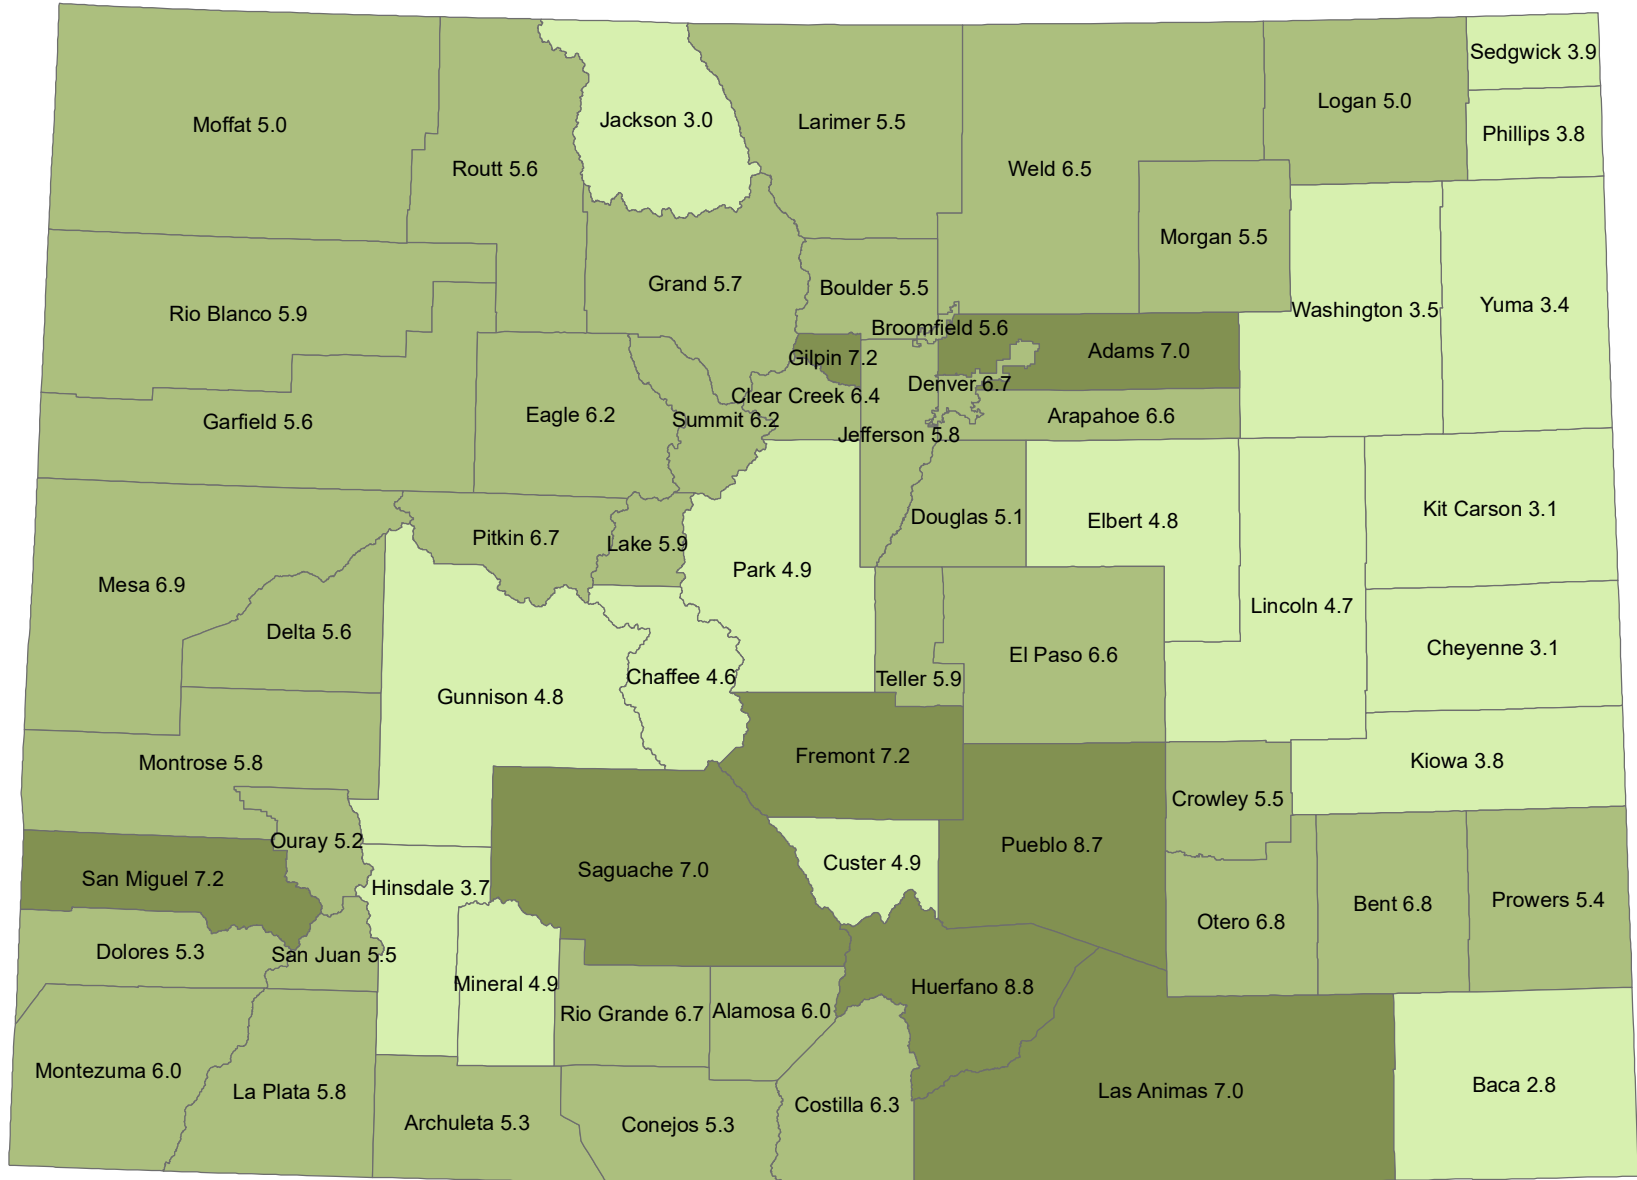 Sedgwick 3.9
Logan 5.0
Moffat 5.0
Jackson 3.0
Larimer 5.5
Phillips 3.8
Routt 5.6
Weld 6.5
Morgan 5.5
Grand 5.7
Boulder 5.5
Rio Blanco 5.9
Washington 3.5
Yuma 3.4
Broomfield 5.6
Gilpin 7.2
Adams 7.0
Denver 6.7
Clear Creek 6.4
Garfield 5.6
Eagle 6.2
Summit 6.2
Arapahoe 6.6
Jefferson 5.8
Kit Carson 3.1
Douglas 5.1
Elbert 4.8
Pitkin 6.7
Lake 5.9
Park 4.9
Mesa 6.9
Lincoln 4.7
Delta 5.6
Cheyenne 3.1
El Paso 6.6
Chaffee 4.6
Teller 5.9
Gunnison 4.8
Fremont 7.2
Montrose 5.8
Kiowa 3.8
Crowley 5.5
Ouray 5.2
Pueblo 8.7
Custer 4.9
Saguache 7.0
San Miguel 7.2
Hinsdale 3.7
Prowers 5.4
Bent 6.8
Otero 6.8
Dolores 5.3
San Juan 5.5
Mineral 4.9
Huerfano 8.8
Rio Grande 6.7
Alamosa 6.0
Montezuma 6.0
La Plata 5.8
Baca 2.8
Las Animas 7.0
Costilla 6.3
Archuleta 5.3
Conejos 5.3